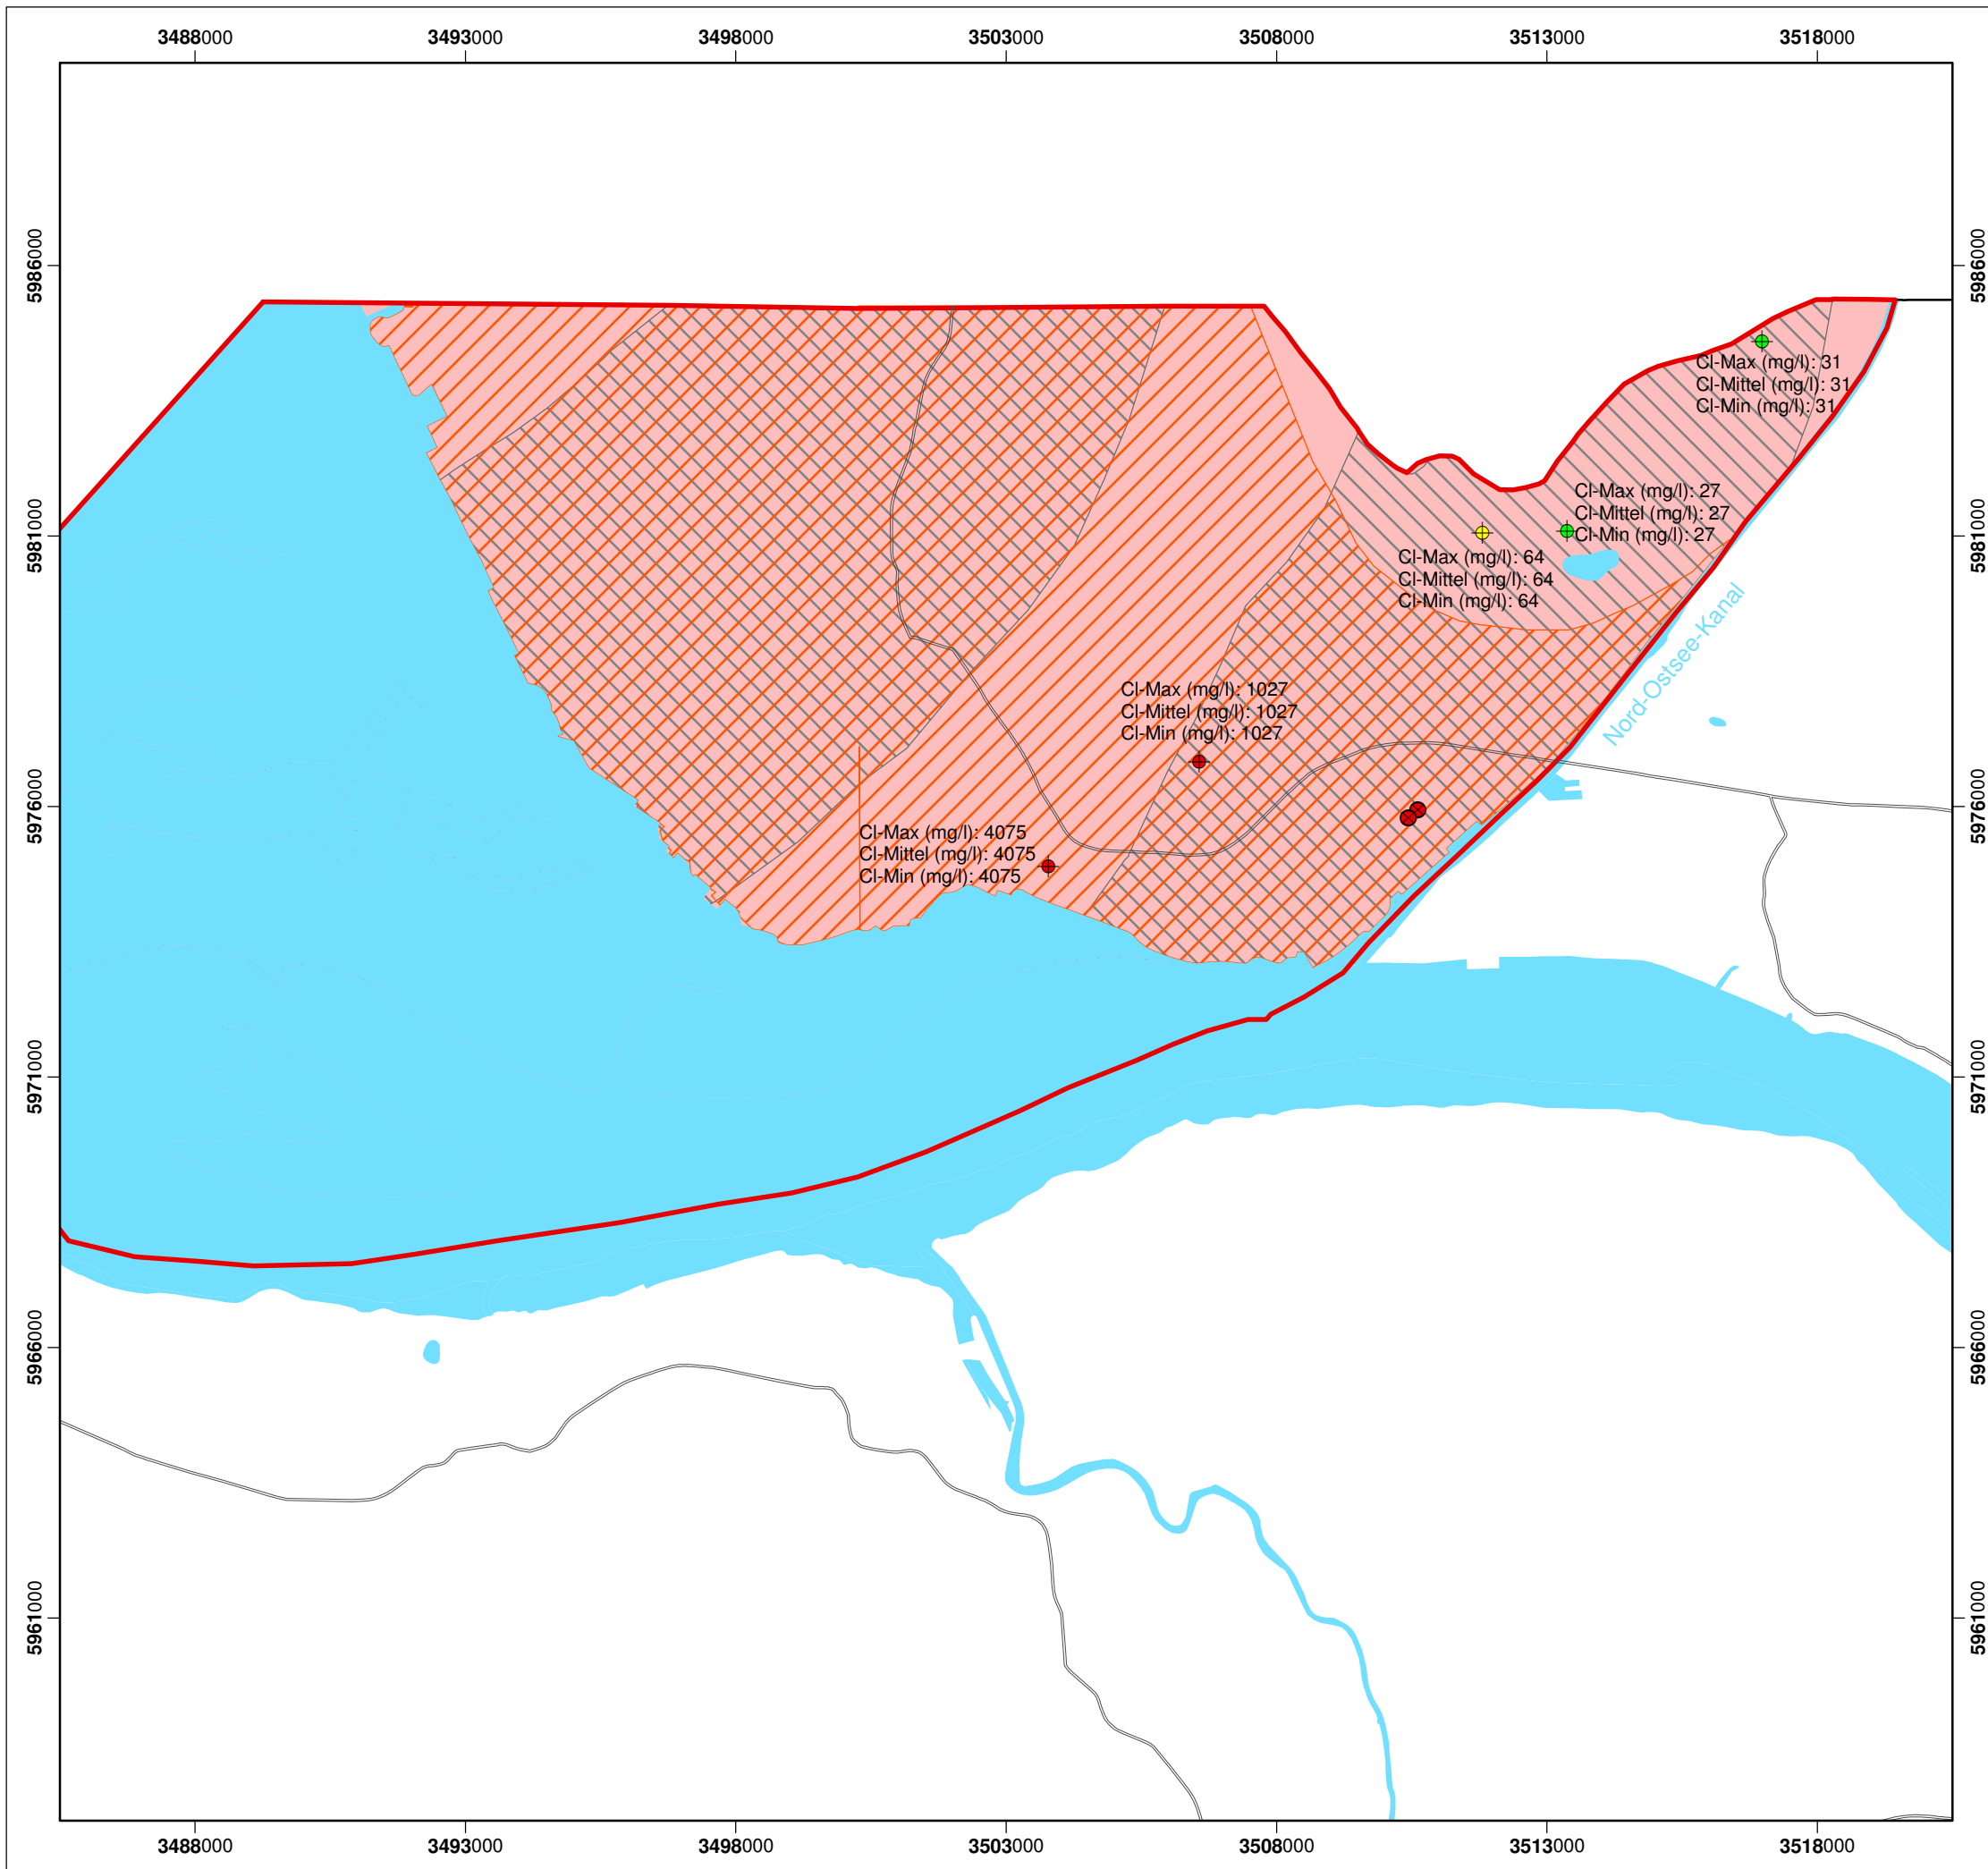 3488000 3493000 3498000 3503000 3508000 3513000 3518000
5986000 5986000
Cl-Max (mg/l): 31
Cl-Mittel (mg/l): 31
Cl-Min (mg/l): 31
Cl-Max (mg/l): 27
Cl-Mittel (mg/l): 27
Cl-Min (mg/l): 27
5981000 5981000
Cl-Max (mg/l): 64
Cl-Mittel (mg/l): 64
Cl-Min (mg/l): 64
Nord-Ostsee-Kanal
Cl-Max (mg/l): 1027
Cl-Mittel (mg/l): 1027
Cl-Min (mg/l): 1027
5976000 5976000
Cl-Max (mg/l): 4075
Cl-Mittel (mg/l): 4075
Cl-Min (mg/l): 4075
5971000 5971000
5966000 5966000
5961000 5961000
3488000 3493000 3498000 3503000 3508000 3513000 3518000